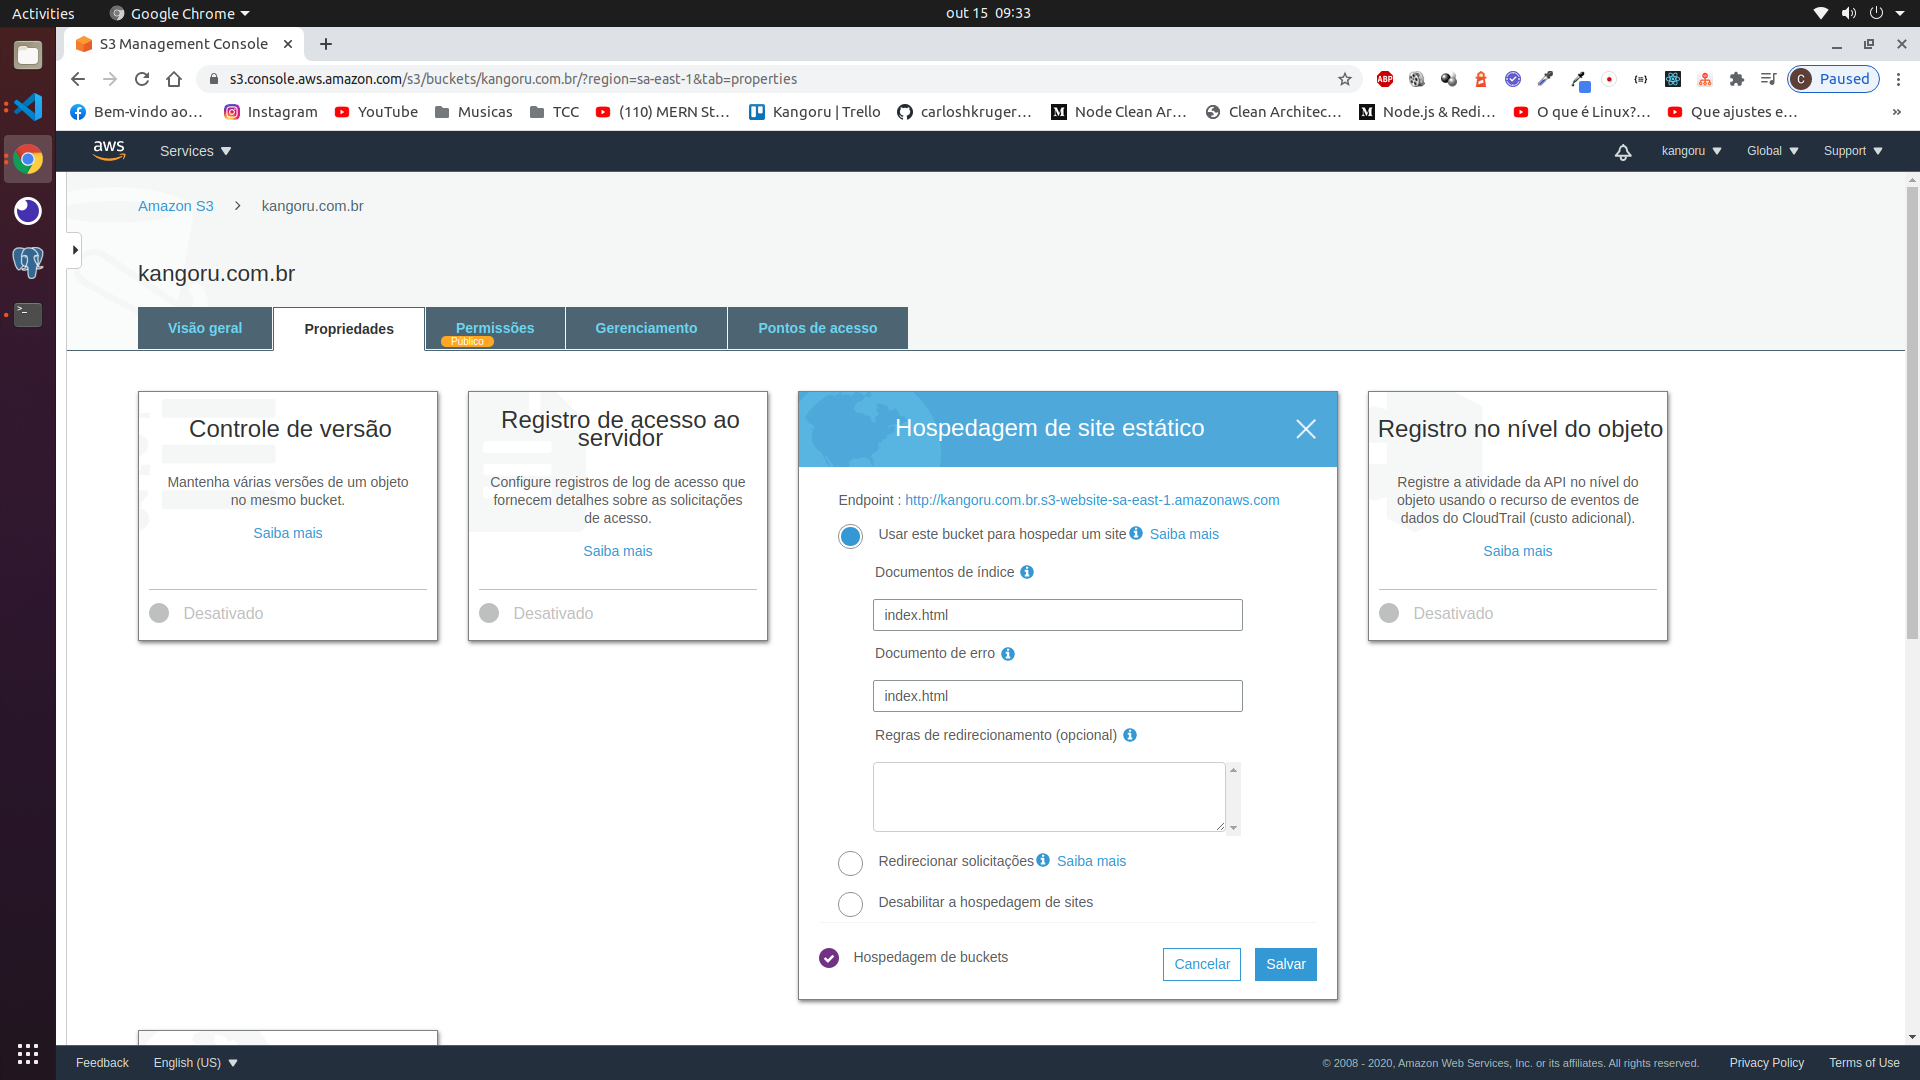 Activities
Google Chrome
out 15 09:33
S3 Management Console
s3.console.aws.amazon.com/s3/buckets/kangoru.com.br/?region=sa-east-1&tab=properties
ABP
C Paused
Bem-vindo ao…
Instagram
YouTube
Musicas
TCC
(110) MERN St…
Kangoru | Trello
carloshkruger…
Node Clean Ar…
Clean Architec…
Node.js & Redi…
O que é Linux?…
Que ajustes e…
»
aws
Services
kangoru
Global
Support
Amazon S3
kangoru.com.br
kangoru.com.br
Visão geral
Propriedades
Permissões
Público
Gerenciamento
Pontos de acesso
Controle de versão
Mantenha várias versões de um objeto
no mesmo bucket.
Saiba mais
Desativado
Registro de acesso ao
servidor
Configure registros de log de acesso que
fornecem detalhes sobre as solicitações
de acesso.
Saiba mais
Desativado
Hospedagem de site estático
Endpoint : http://kangoru.com.br.s3-website-sa-east-1.amazonaws.com
Usar este bucket para hospedar um site Saiba mais
Documentos de índice
index.html
Documento de erro
index.html
Regras de redirecionamento (opcional)
Redirecionar solicitações Saiba mais
Desabilitar a hospedagem de sites
Hospedagem de buckets
Cancelar
Salvar
Registro no nível do objeto
Registre a atividade da API no nível do
objeto usando o recurso de eventos de
dados do CloudTrail (custo adicional).
Saiba mais
Desativado
Feedback
English (US)
© 2008 - 2020, Amazon Web Services, Inc. or its affiliates. All rights reserved.
Privacy Policy
Terms of Use